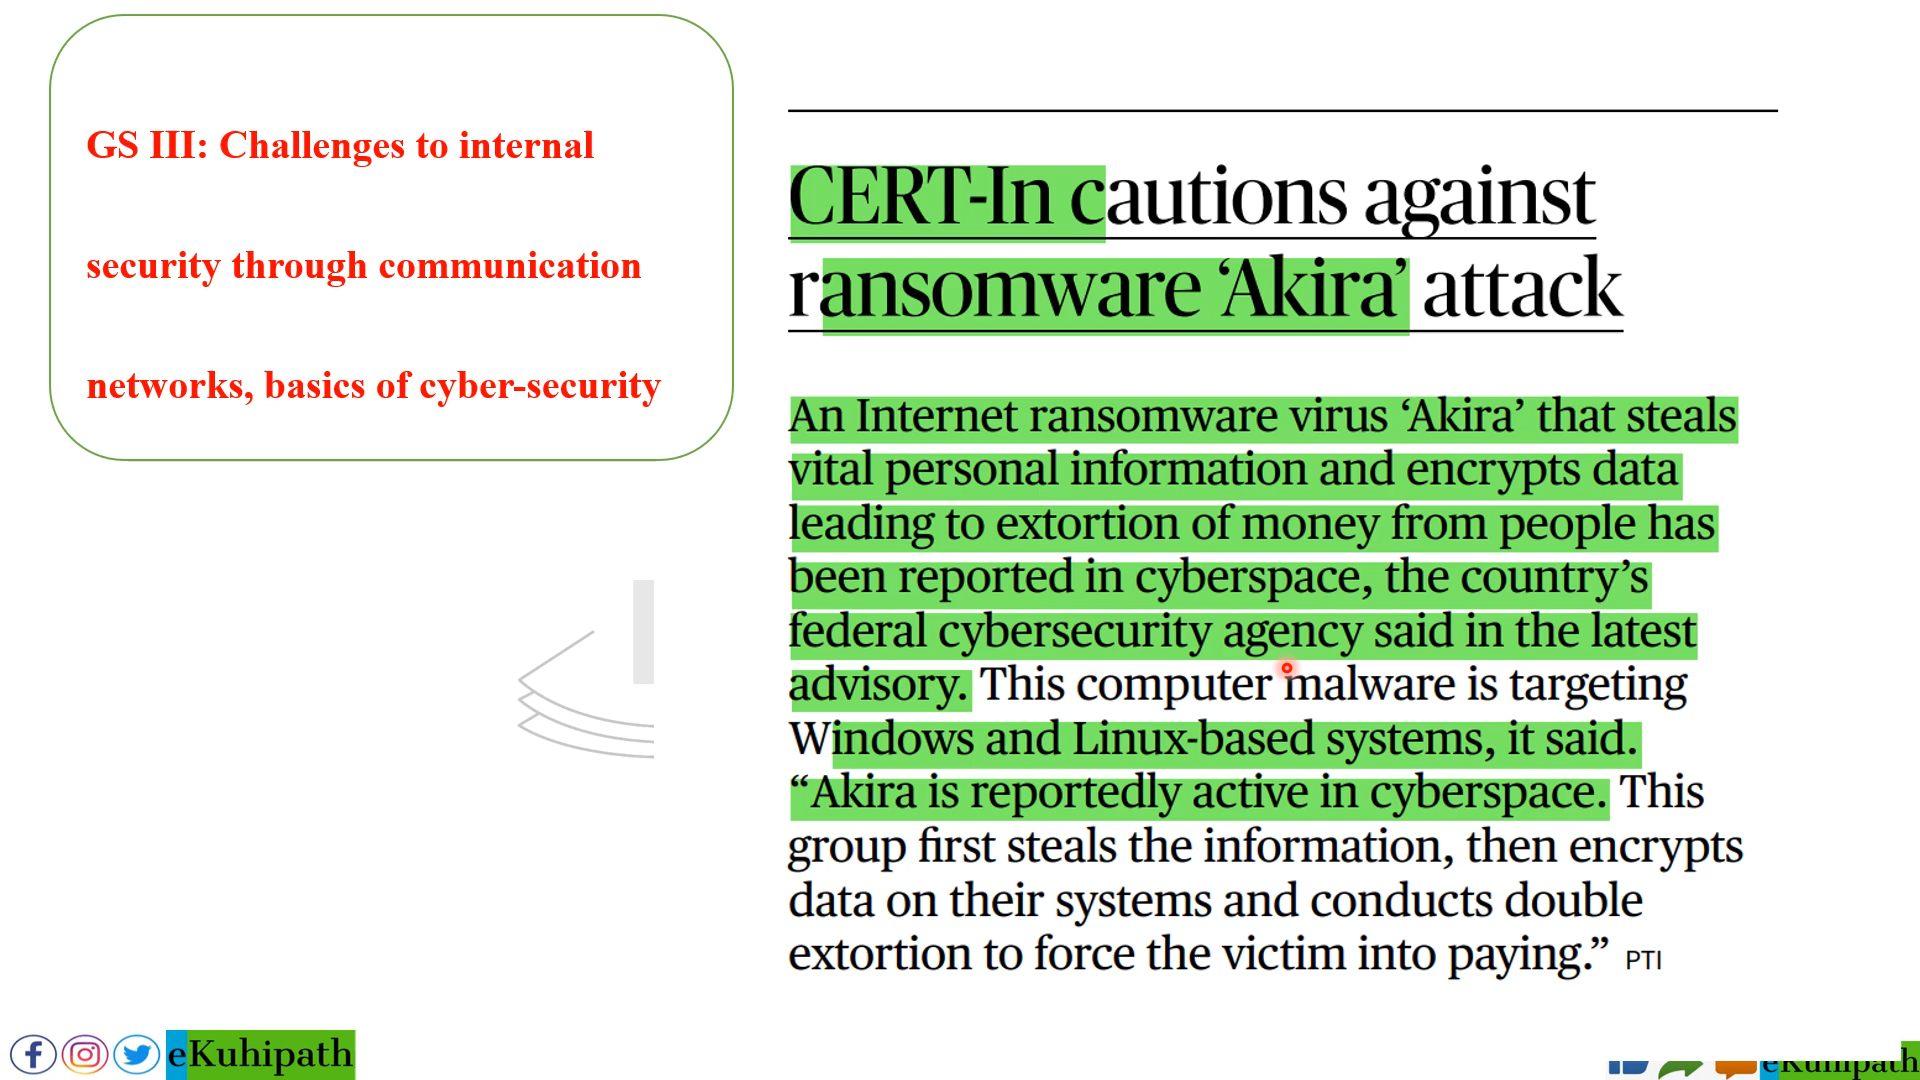 GS III: Challenges to internal
security through communication
networks, basics of cyber-security
CERT-In cautions against
ransomware ‘Akira’ attack
An Internet ransomware virus ‘Akira’ that steals
vital personal information and encrypts data
leading to extortion of money from people has
been reported in cyberspace, the country’s
federal cybersecurity agency said in the latest
advisory. This computer malware is targeting
Windows and Linux-based systems, it said.
“Akira is reportedly active in cyberspace. This
group first steals the information, then encrypts
data on their systems and conducts double
extortion to force the victim into paying.” PTI
eKuhipath
eKuhipath